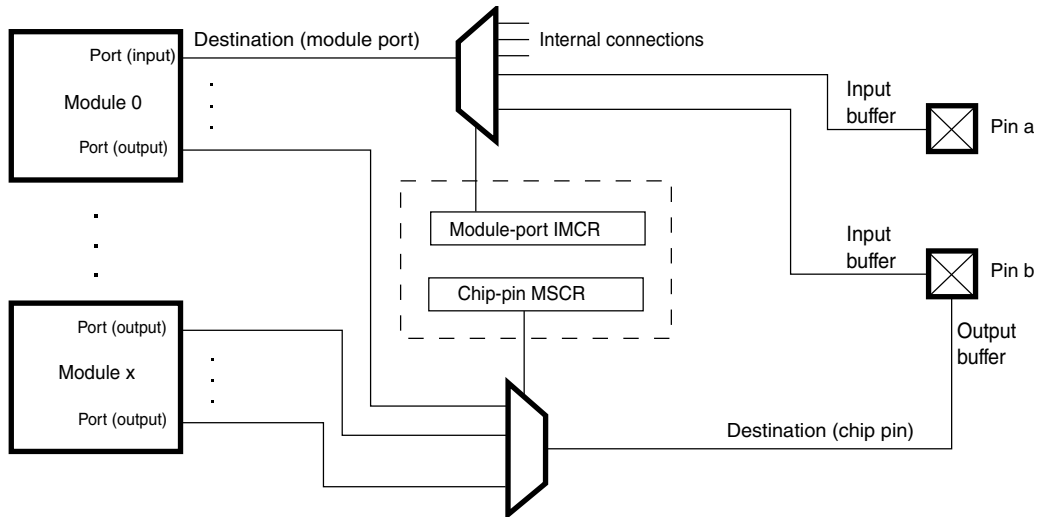 Port (input)
Module 0
Port (output)
Destination (module port)
Internal connections
Input
buffer
Pin a
Module-port IMCR
Chip-pin MSCR
Input
buffer
Pin b
Output
buffer
Port (output)
Module x
Port (output)
Destination (chip pin)